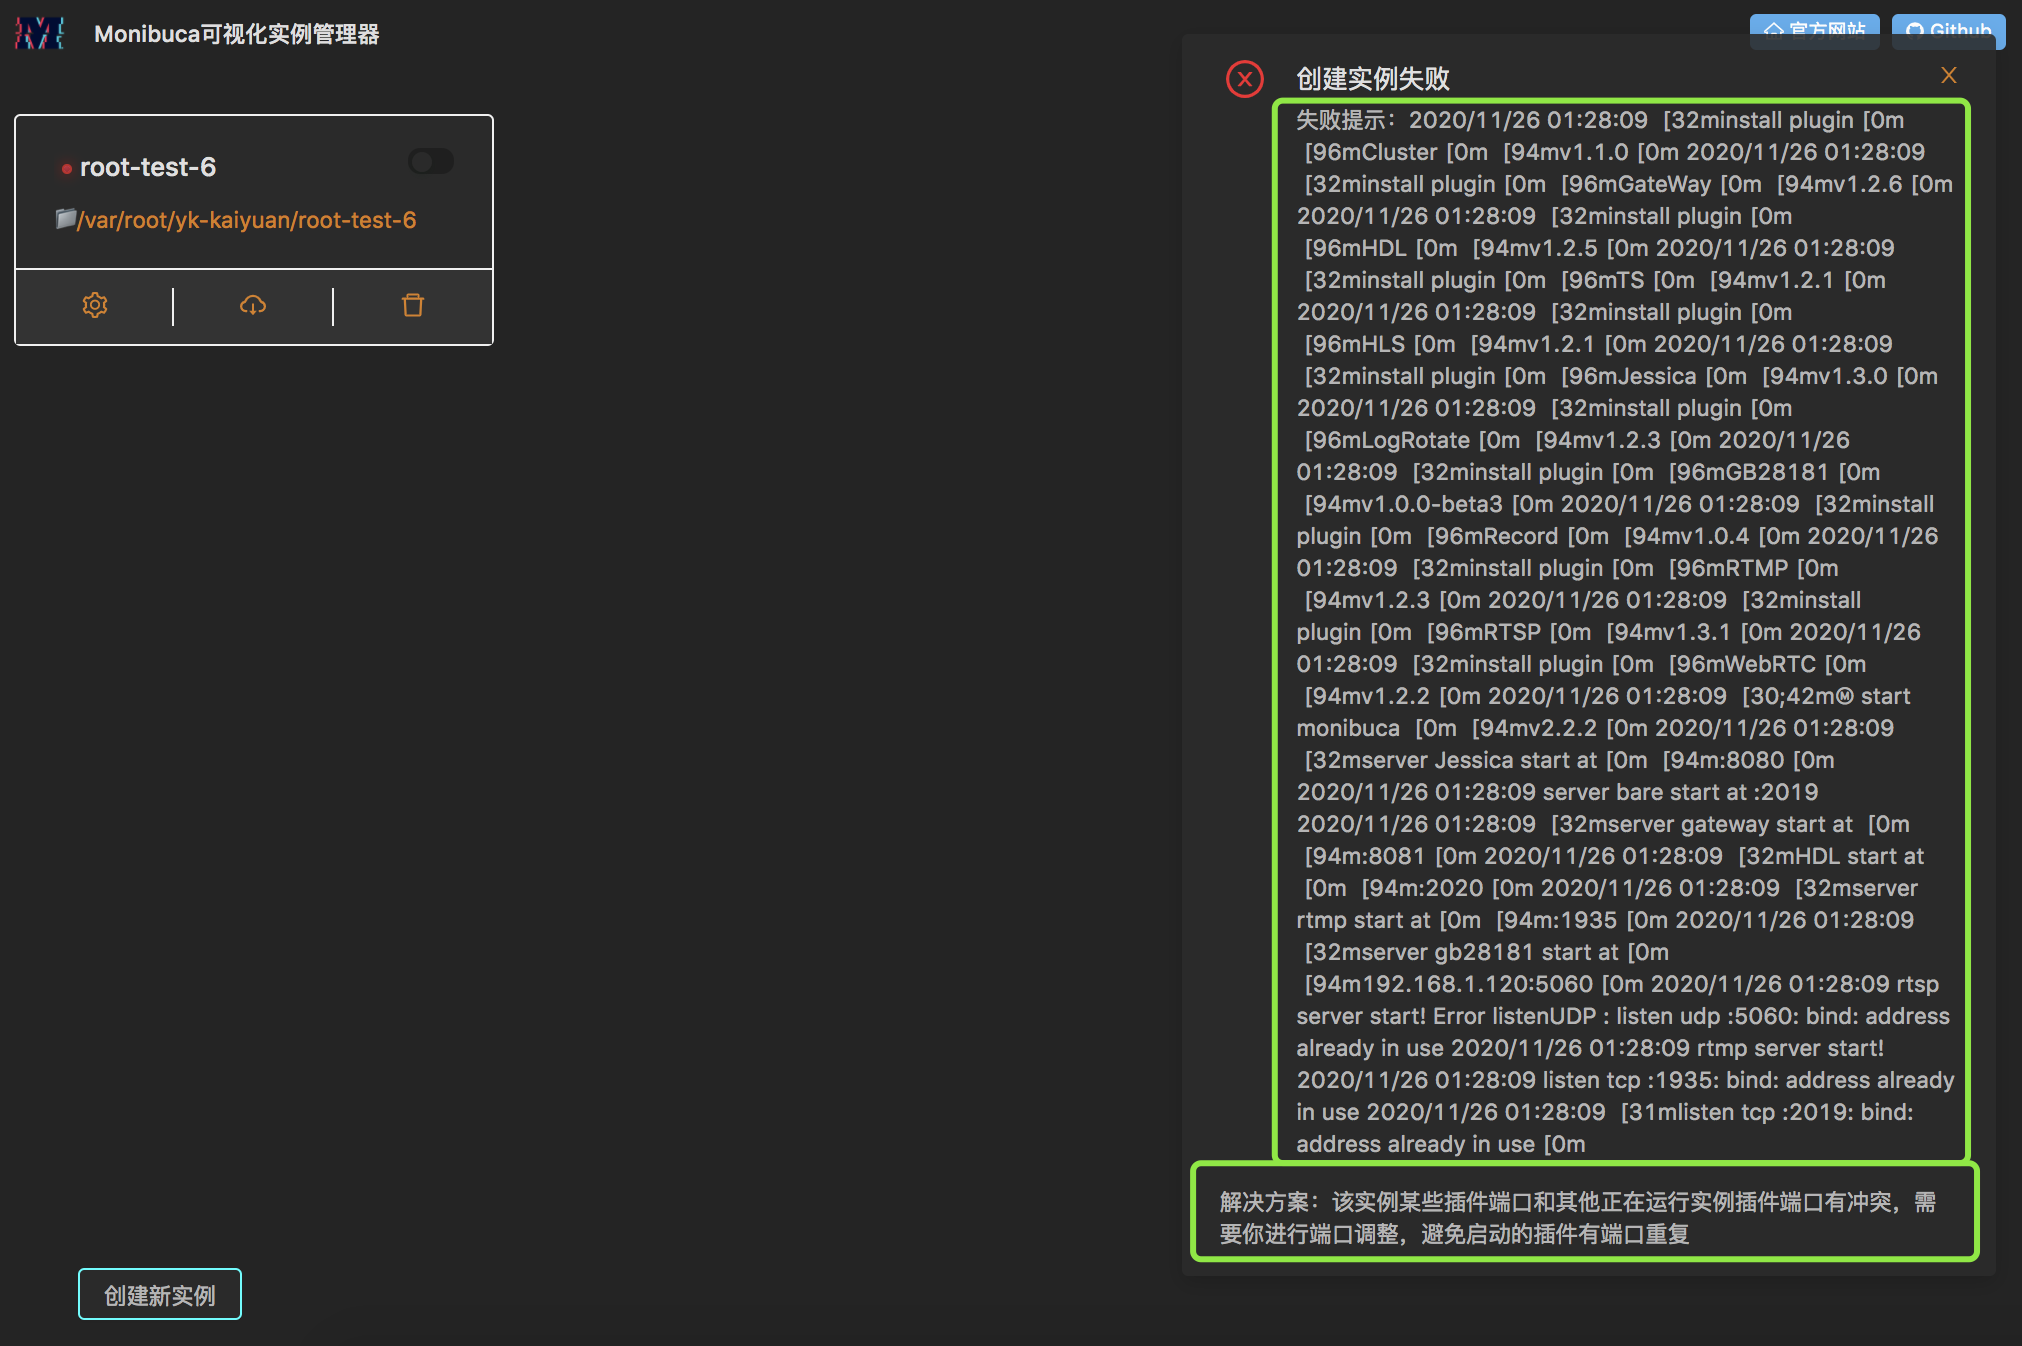 Monibuca可视化实例管理器
官方网站
Github
root-test-6
/var/root/yk-kaiyuan/root-test-6
创建新实例
创建实例失败
X
失败提示：2020/11/26 01:28:09 [32minstall plugin [0m
[96mCluster [0m [94mv1.1.0 [0m 2020/11/26 01:28:09
[32minstall plugin [0m [96mGateWay [0m [94mv1.2.6 [0m
2020/11/26 01:28:09 [32minstall plugin [0m
[96mHDL [0m [94mv1.2.5 [0m 2020/11/26 01:28:09
[32minstall plugin [0m [96mTS [0m [94mv1.2.1 [0m
2020/11/26 01:28:09 [32minstall plugin [0m
[96mHLS [0m [94mv1.2.1 [0m 2020/11/26 01:28:09
[32minstall plugin [0m [96mJessica [0m [94mv1.3.0 [0m
2020/11/26 01:28:09 [32minstall plugin [0m
[96mLogRotate [0m [94mv1.2.3 [0m 2020/11/26
01:28:09 [32minstall plugin [0m [96mGB28181 [0m
[94mv1.0.0-beta3 [0m 2020/11/26 01:28:09 [32minstall
plugin [0m [96mRecord [0m [94mv1.0.4 [0m 2020/11/26
01:28:09 [32minstall plugin [0m [96mRTMP [0m
[94mv1.2.3 [0m 2020/11/26 01:28:09 [32minstall
plugin [0m [96mRTSP [0m [94mv1.3.1 [0m 2020/11/26
01:28:09 [32minstall plugin [0m [96mWebRTC [0m
[94mv1.2.2 [0m 2020/11/26 01:28:09 [30;42mⓂ start
monibuca [0m [94mv2.2.2 [0m 2020/11/26 01:28:09
[32mserver Jessica start at [0m [94m:8080 [0m
2020/11/26 01:28:09 server bare start at :2019
2020/11/26 01:28:09 [32mserver gateway start at [0m
[94m:8081 [0m 2020/11/26 01:28:09 [32mHDL start at
[0m [94m:2020 [0m 2020/11/26 01:28:09 [32mserver
rtmp start at [0m [94m:1935 [0m 2020/11/26 01:28:09
[32mserver gb28181 start at [0m
[94m192.168.1.120:5060 [0m 2020/11/26 01:28:09 rtsp
server start! Error listenUDP : listen udp :5060: bind: address
already in use 2020/11/26 01:28:09 rtmp server start!
2020/11/26 01:28:09 listen tcp :1935: bind: address already
in use 2020/11/26 01:28:09 [31mlisten tcp :2019: bind:
address already in use [0m
解决方案：该实例某些插件端口和其他正在运行实例插件端口有冲突，需
要你进行端口调整，避免启动的插件有端口重复